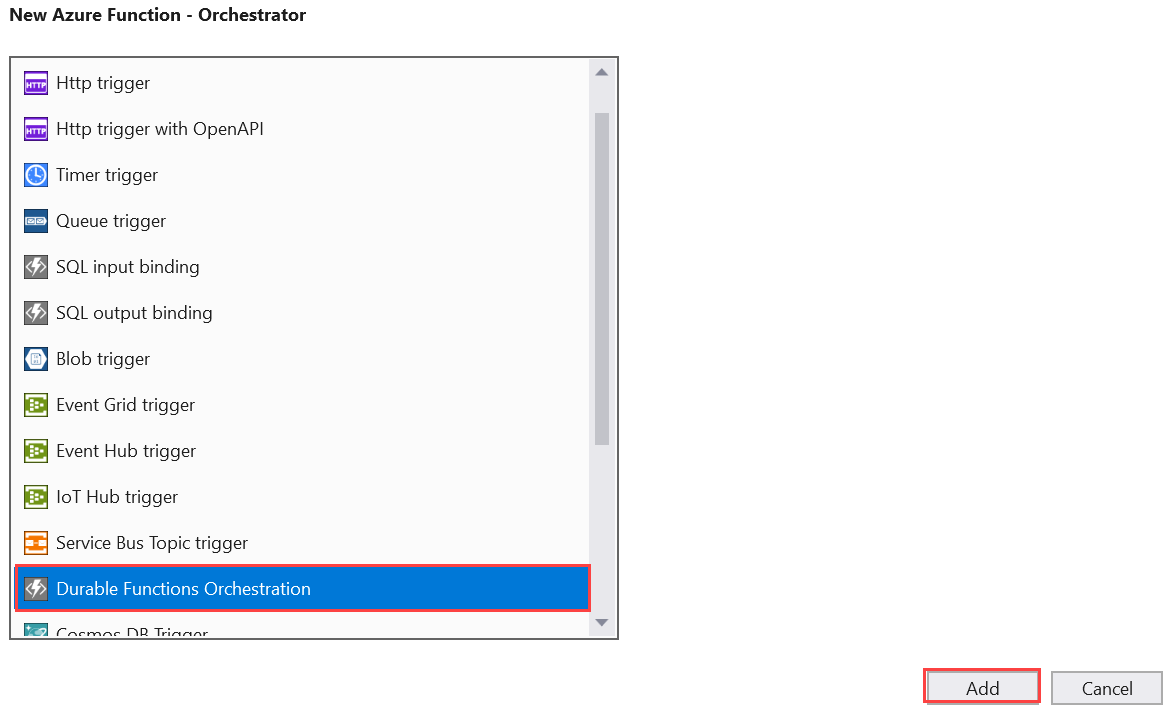 New Azure Function - Orchestrator
HTTP Http trigger
HTTP Http trigger with OpenAPI
Timer trigger
Queue trigger
SQL input binding
SQL output binding
Blob trigger
Event Grid trigger
Event Hub trigger
IoT Hub trigger
Service Bus Topic trigger
Durable Functions Orchestration
Cosmos DB Trigger
Add Cancel